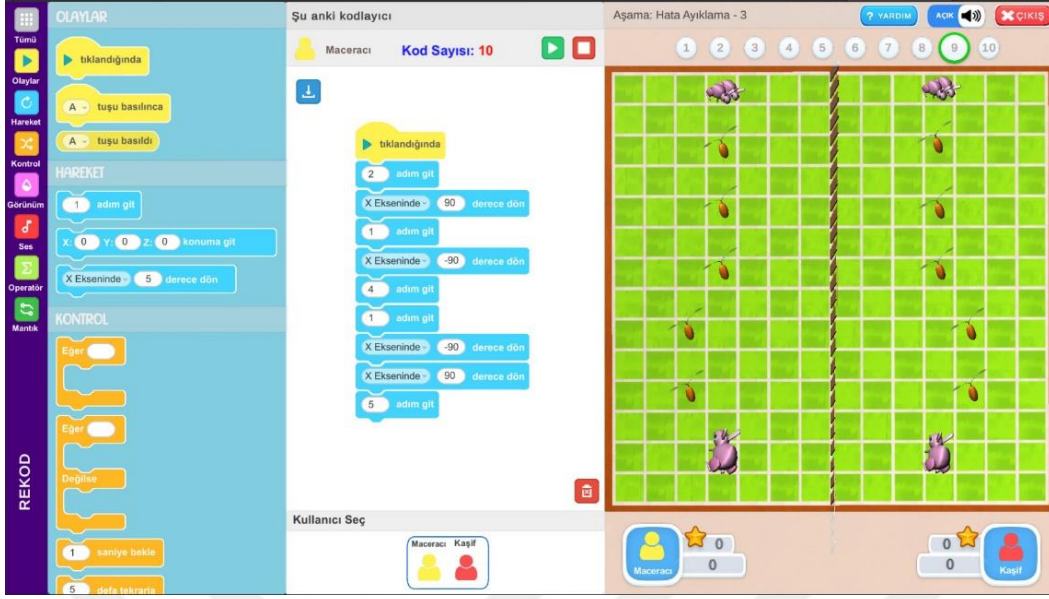 Tümü
Olaylar
Hareket
Kontrol
Görünüm
Ses
Operatör
Mantık
REKOD
OLAYLAR
tıklandığında
A tuşu basılınca
A tuşu basıldı
HAREKET
1 adım git
X: 0 Y: 0 Z: 0 konuma git
X Ekseninde 5 derece dön
KONTROL
Eğer
Eğer
Değilse
1 saniye bekle
5 defa tekrarla
Şu anki kodlayıcı
Maceracı Kod Sayısı: 10
tıklandığında
2 adım git
X Ekseninde 90 derece dön
1 adım git
X Ekseninde -90 derece dön
4 adım git
1 adım git
X Ekseninde -90 derece dön
X Ekseninde 90 derece dön
5 adım git
Kullanıcı Seç
Maceracı Kaşif
Aşama: Hata Ayıklama - 3
? YARDIM
AÇIK
ÇIKIŞ
1 2 3 4 5 6 7 8 9 10
Maceracı
0
0
0
0
Kaşif